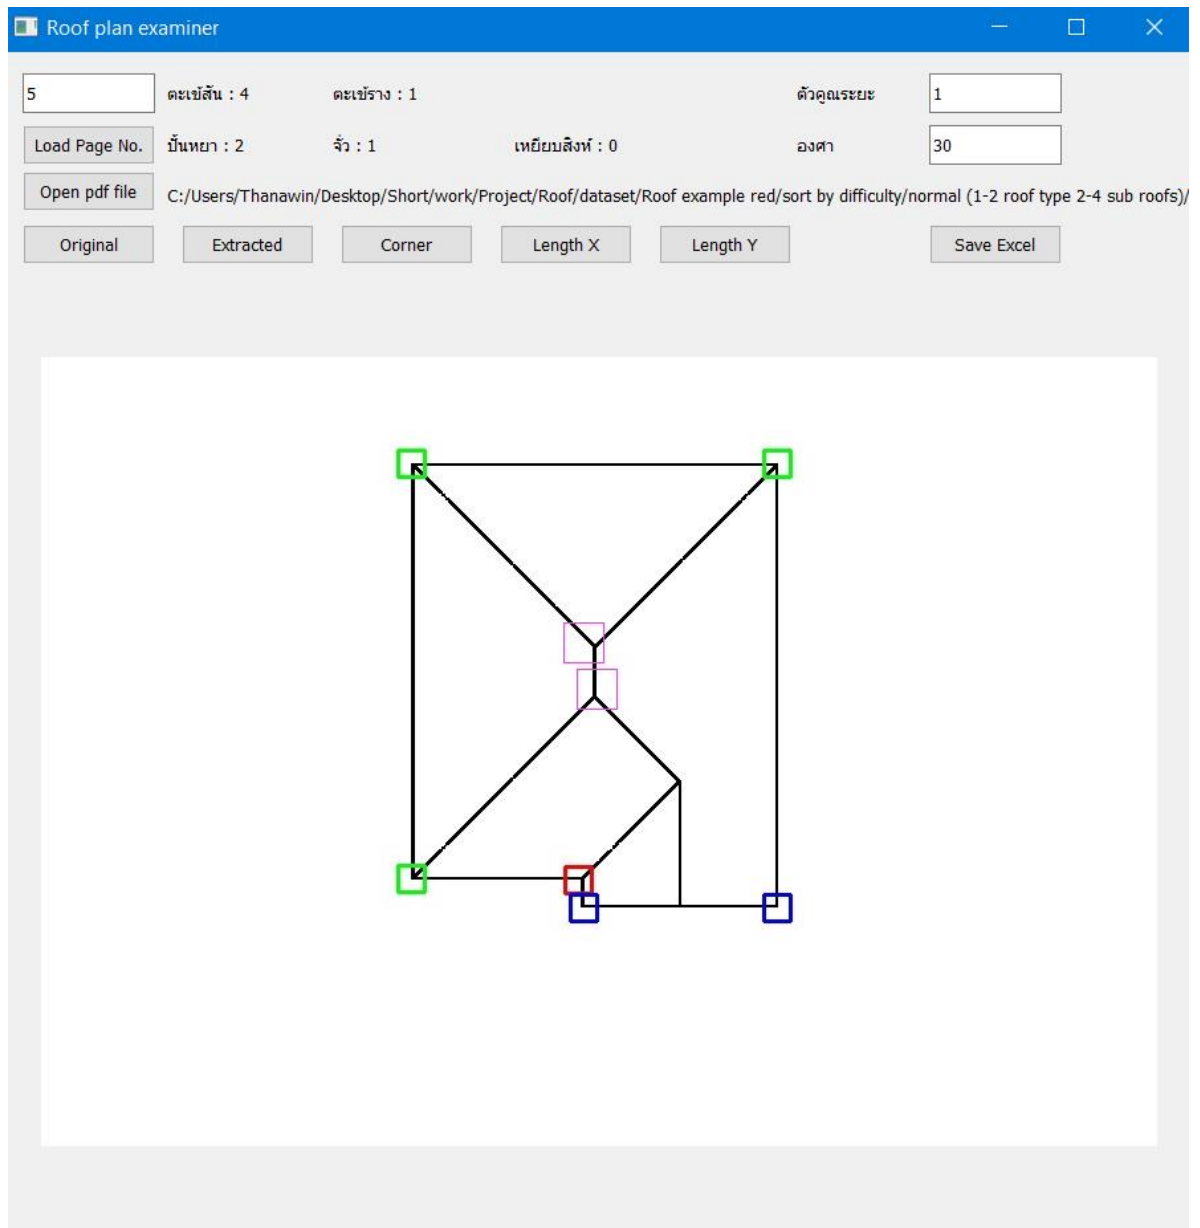 Roof plan examiner
5 ตะเข้สัน : 4 ตะเข้ราง : 1 ตัวคูณระยะ 1
Load Page No. ปั้นหยา : 2 จั่ว : 1 เหยียบสิงห์ : 0 องศา 30
Open pdf file C:/Users/Thanawin/Desktop/Short/work/Project/Roof/dataset/Roof example red/sort by difficulty/normal (1-2 roof type 2-4 sub roofs)/
Original Extracted Corner Length X Length Y Save Excel